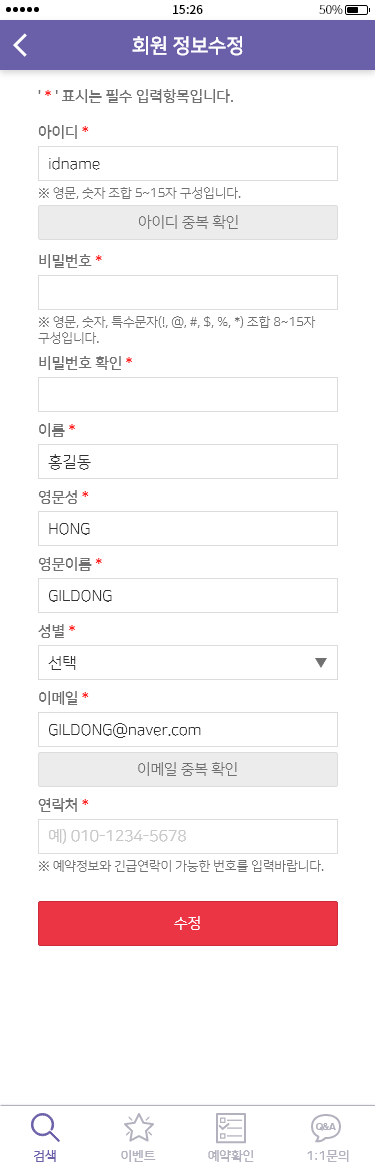 15:26
50%
회원 정보수정
' * ' 표시는 필수 입력항목입니다.
아이디 *
idname
※ 영문, 숫자 조합 5~15자 구성입니다.
아이디 중복 확인
비밀번호 *
※ 영문, 숫자, 특수문자(!, @, #, $, %, *) 조합 8~15자
구성입니다.
비밀번호 확인 *
이름 *
홍길동
영문성 *
HONG
영문이름 *
GILDONG
성별 *
선택
이메일 *
GILDONG@naver.com
이메일 중복 확인
연락처 *
예) 010-1234-5678
※ 예약정보와 긴급연락이 가능한 번호를 입력바랍니다.
수정
Q&A
검색 이벤트 예약확인 1:1문의